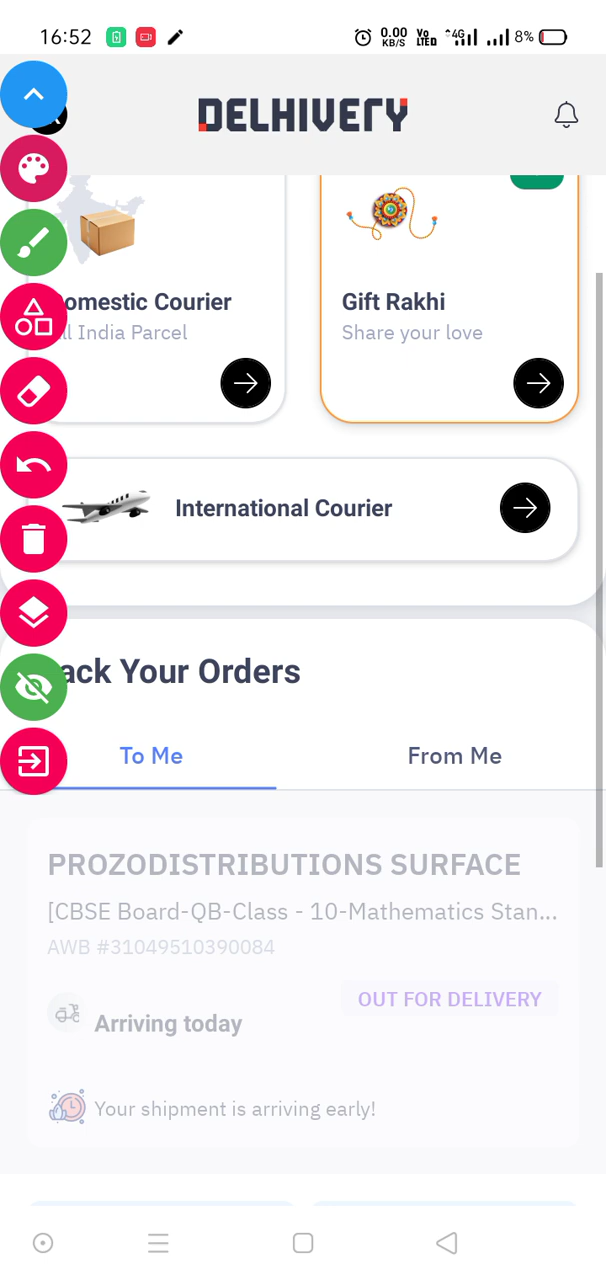 16:52
0.00 KB/S
Vo LTED
4G
8%
DELHIVERY
omestic Courier
ll India Parcel
Gift Rakhi
Share your love
International Courier
ack Your Orders
To Me
From Me
PROZODISTRIBUTIONS SURFACE
[CBSE Board-QB-Class - 10-Mathematics Stan...
AWB #31049510390084
OUT FOR DELIVERY
Arriving today
Your shipment is arriving early!